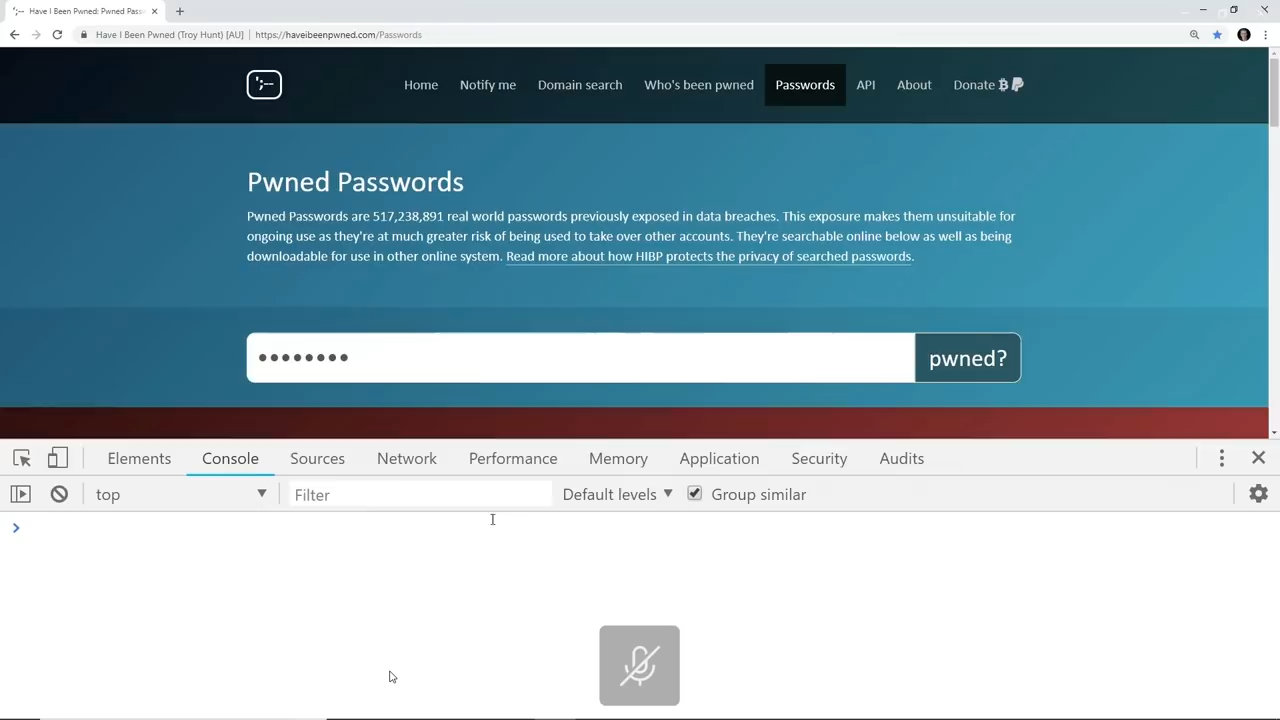 Have I Been Pwned: Pwned Pass
Have I Been Pwned (Troy Hunt) [AU] https://haveibeenpwned.com/Passwords
';-- Home Notify me Domain search Who's been pwned Passwords API About Donate
Pwned Passwords
Pwned Passwords are 517,238,891 real world passwords previously exposed in data breaches. This exposure makes them unsuitable for
ongoing use as they're at much greater risk of being used to take over other accounts. They're searchable online below as well as being
downloadable for use in other online system. Read more about how HIBP protects the privacy of searched passwords.
•••••••• pwned?
Elements Console Sources Network Performance Memory Application Security Audits
top Filter Default levels Group similar